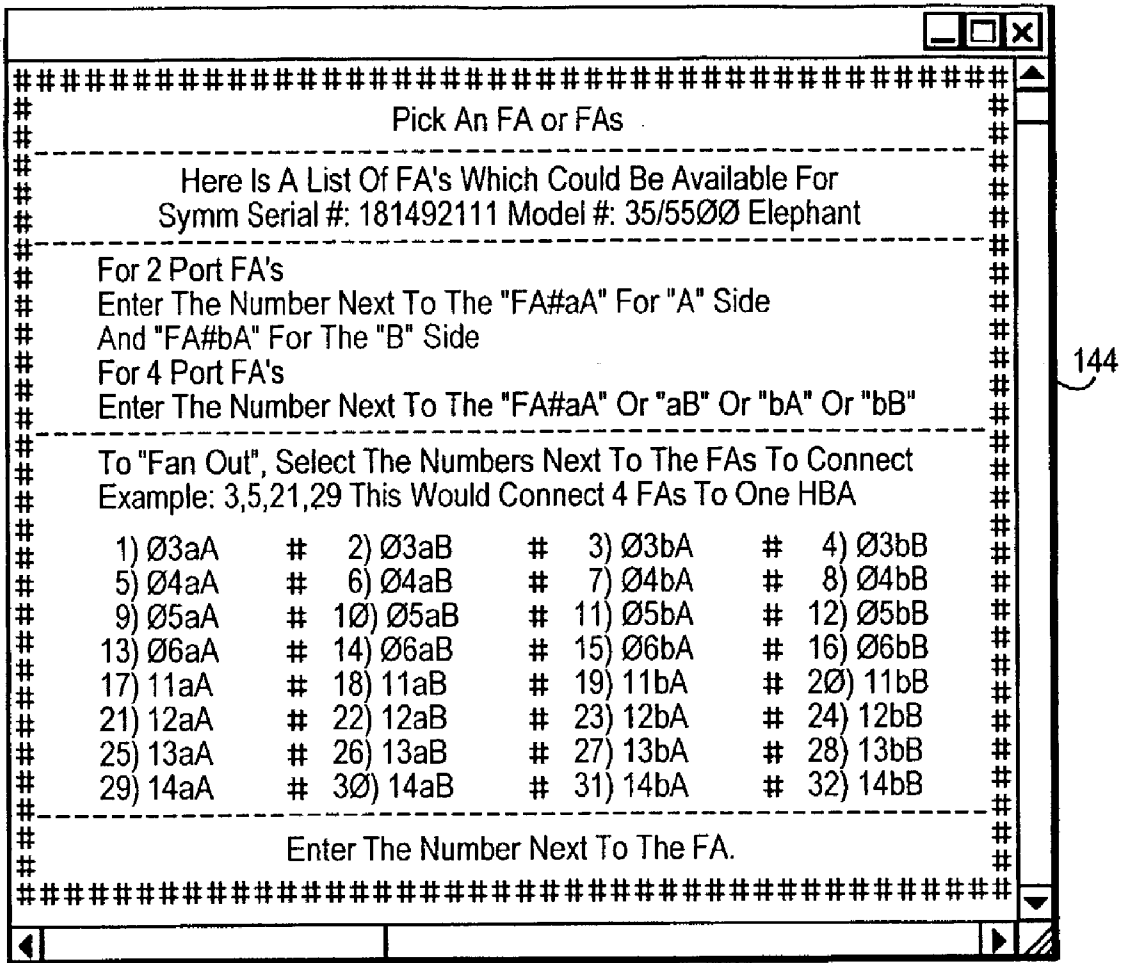 ########################################## 
Pick An FA or FAs
Here Is A List Of FA's Which Could Be Available For
Symm Serial #: 181492111 Model #: 35/55ØØ Elephant
For 2 Port FA's
Enter The Number Next To The "FA#aA" For "A" Side
And "FA#bA" For The "B" Side
For 4 Port FA's
Enter The Number Next To The "FA#aA" Or "aB" Or "bA" Or "bB"
To "Fan Out", Select The Numbers Next To The FAs To Connect
Example: 3,5,21,29 This Would Connect 4 FAs To One HBA
1) Ø3aA # 2) Ø3aB # 3) Ø3bA # 4) Ø3bB
5) Ø4aA # 6) Ø4aB # 7) Ø4bA # 8) Ø4bB
9) Ø5aA # 1Ø) Ø5aB # 11) Ø5bA # 12) Ø5bB
13) Ø6aA # 14) Ø6aB # 15) Ø6bA # 16) Ø6bB
17) 11aA # 18) 11aB # 19) 11bA # 2Ø) 11bB
21) 12aA # 22) 12aB # 23) 12bA # 24) 12bB
25) 13aA # 26) 13aB # 27) 13bA # 28) 13bB
29) 14aA # 3Ø) 14aB # 31) 14bA # 32) 14bB
Enter The Number Next To The FA.
##########################################
144